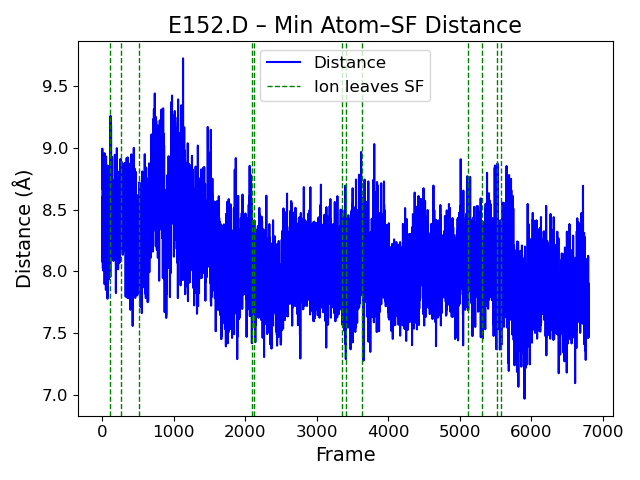 E152.D – Min Atom–SF Distance
Distance
Ion leaves SF
9.5
9.0
8.5
8.0
7.5
7.0
Distance (Å)
0 1000 2000 3000 4000 5000 6000 7000
Frame